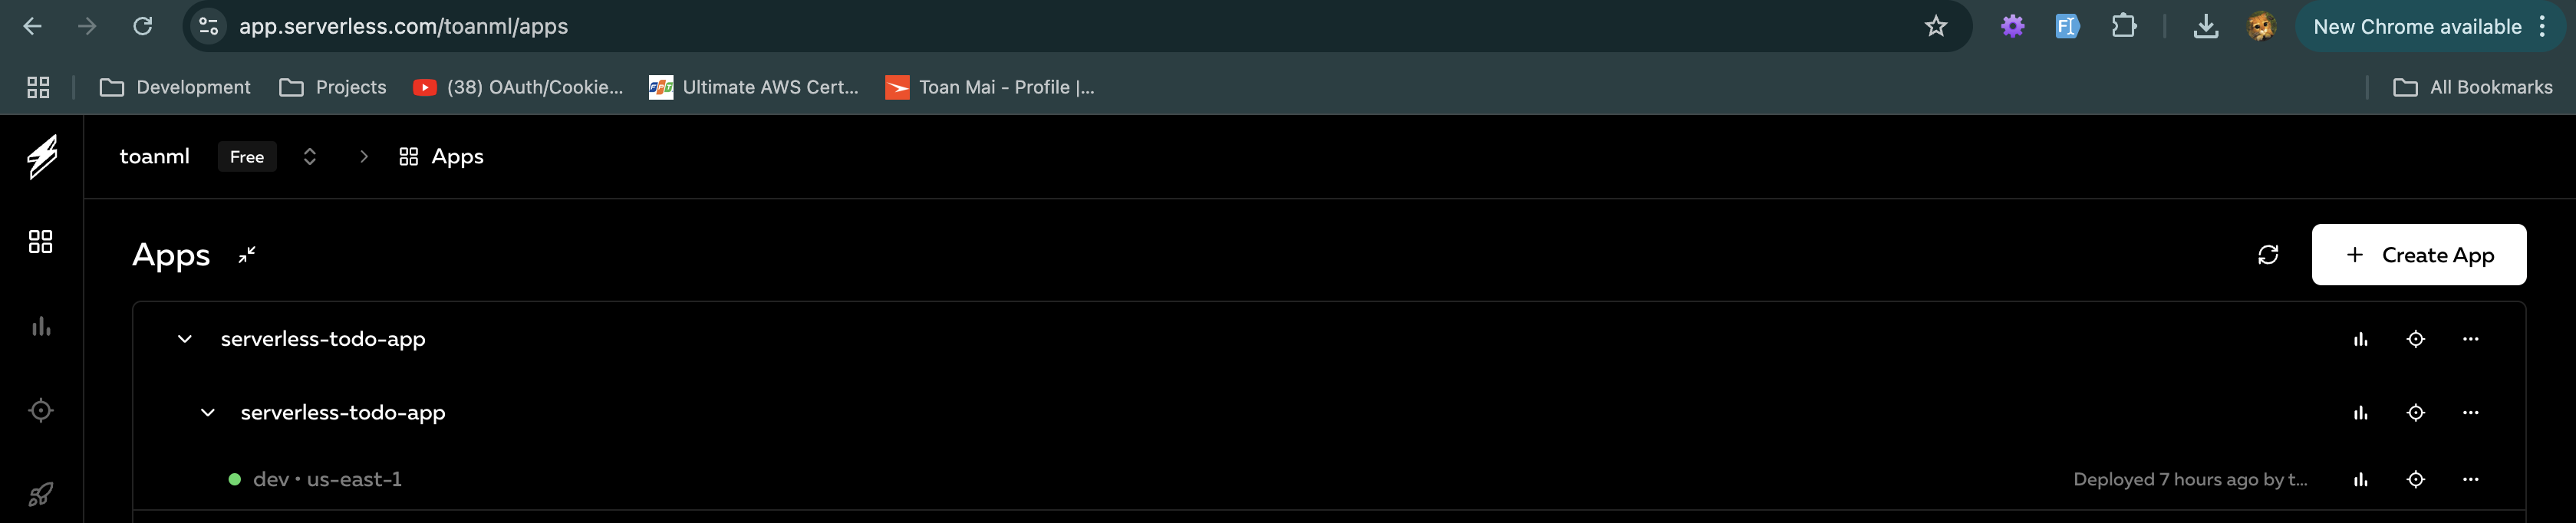 app.serverless.com/toanml/apps
New Chrome available
Development
Projects
(38) OAuth/Cookie...
FPT
Ultimate AWS Cert...
Toan Mai - Profile |...
All Bookmarks
toanml
Free
Apps
Apps
Create App
serverless-todo-app
serverless-todo-app
dev • us-east-1
Deployed 7 hours ago by t...